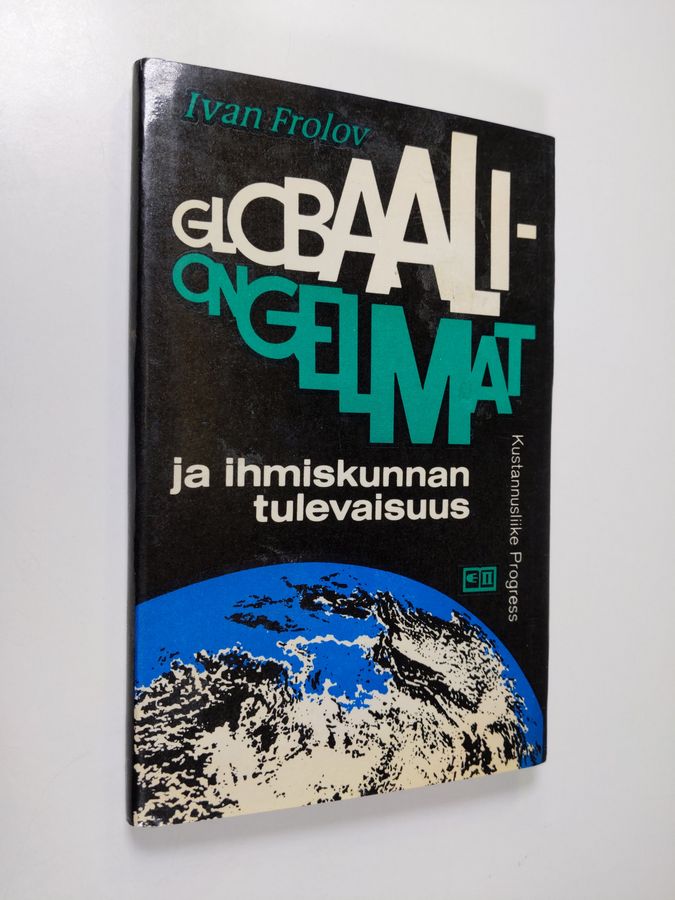 Ivan Frolov
GLOBAALI-
ONGELMAT
ja ihmiskunnan
tulevaisuus
Kustannusliike Progress